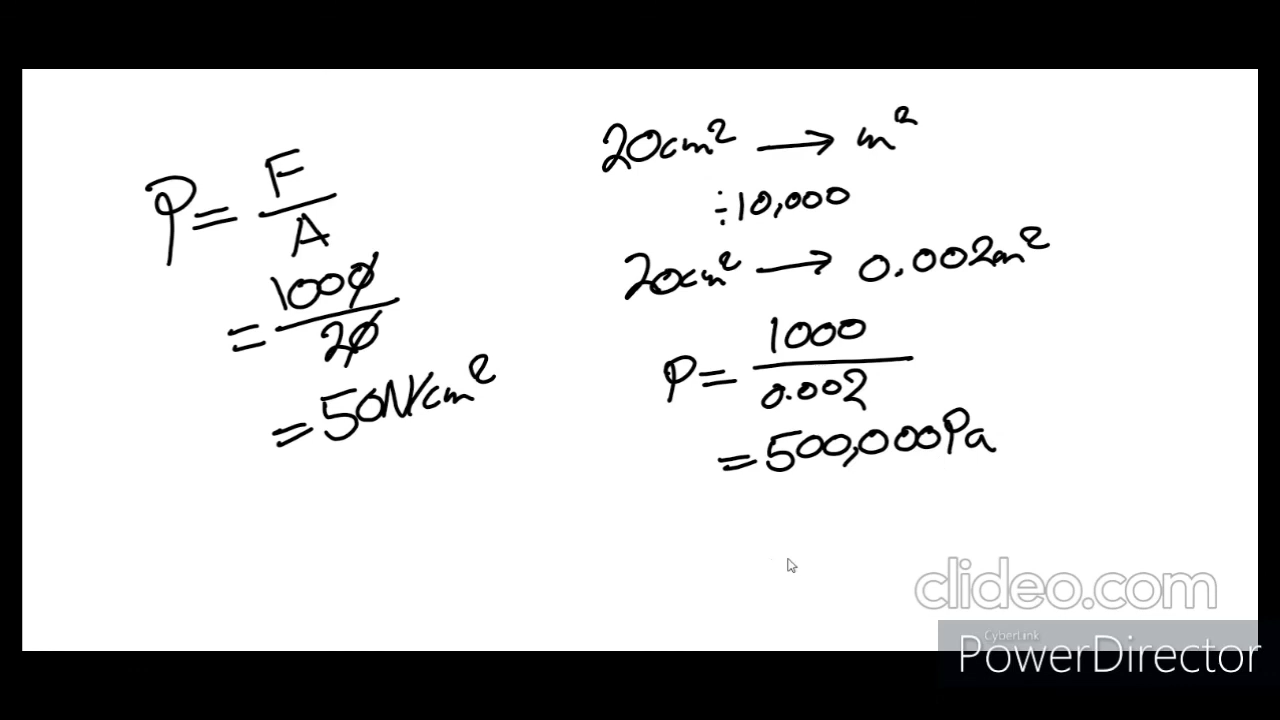 P = F/A
= 1000/20
= 50N/cm²
20cm² → m²
÷10,000
20cm² → 0.002m²
P = 1000/0.002
= 500,000Pa
clideo.com
CyberLink
PowerDirector